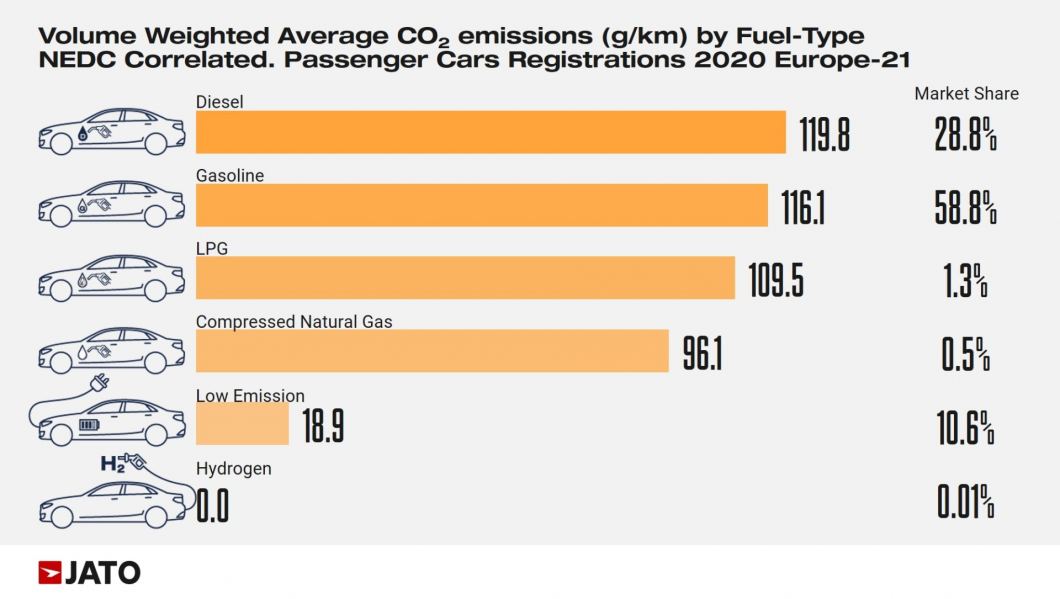 Volume Weighted Average CO₂ emissions (g/km) by Fuel-Type
NEDC Correlated. Passenger Cars Registrations 2020 Europe-21
Market Share
Diesel
119.8
28.8%
Gasoline
116.1
58.8%
LPG
109.5
1.3%
Compressed Natural Gas
96.1
0.5%
Low Emission
18.9
10.6%
H₂
Hydrogen
0.0
0.01%
JATO